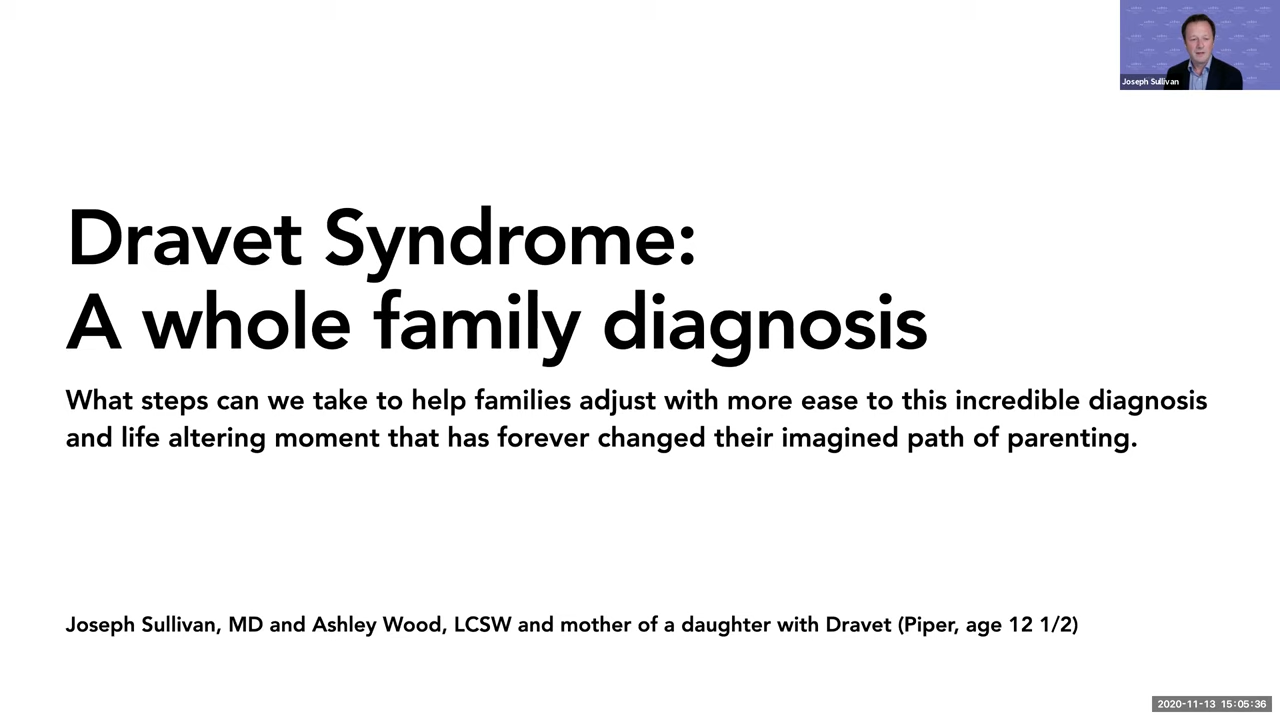 Joseph Sullivan
Dravet Syndrome:
A whole family diagnosis
What steps can we take to help families adjust with more ease to this incredible diagnosis
and life altering moment that has forever changed their imagined path of parenting.
Joseph Sullivan, MD and Ashley Wood, LCSW and mother of a daughter with Dravet (Piper, age 12 1/2)
2020-11-13 15:05:36